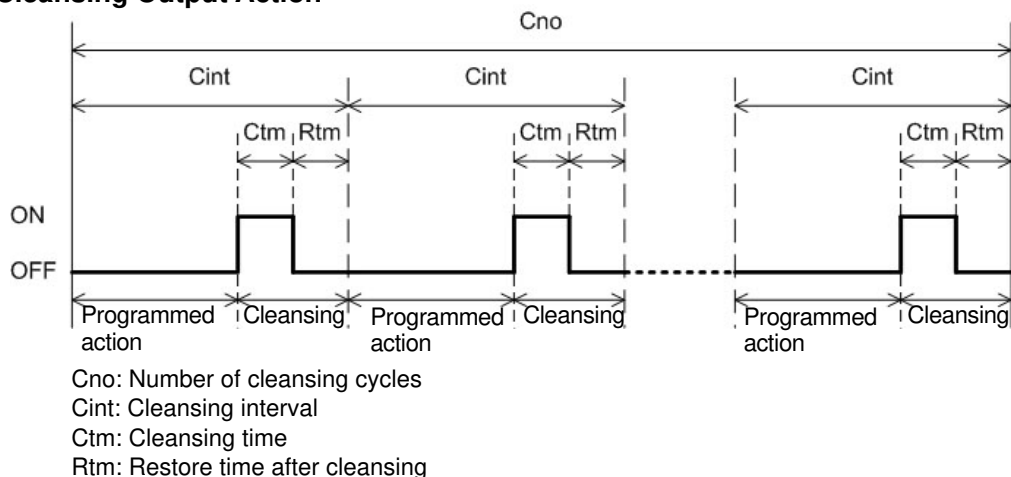 Cleansing Output Action
Cno
Cint Cint Cint
Ctm Rtm Ctm Rtm Ctm Rtm
ON
OFF
Programmed action Cleansing Programmed action Cleansing Programmed action Cleansing
Cno: Number of cleansing cycles
Cint: Cleansing interval
Ctm: Cleansing time
Rtm: Restore time after cleansing